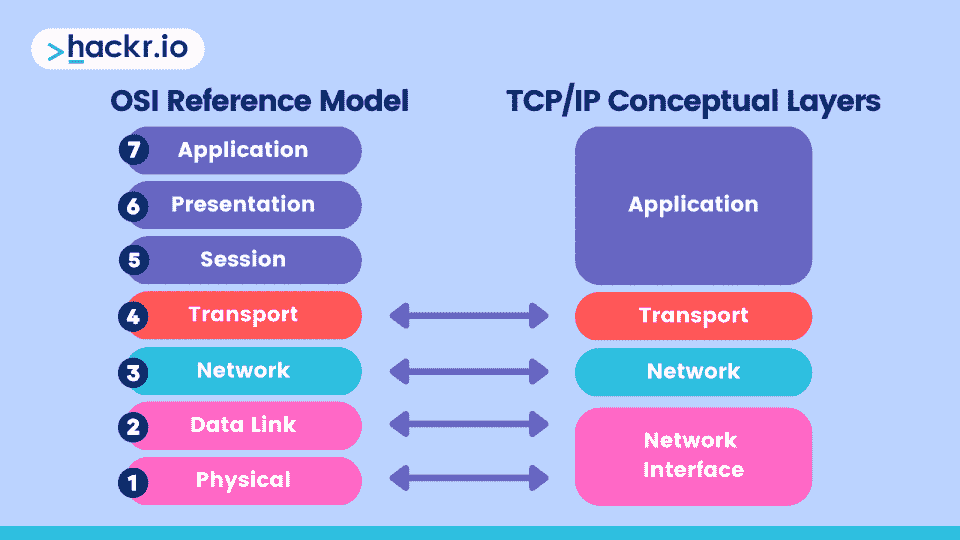 >hackr.io
OSI Reference Model
TCP/IP Conceptual Layers
7 Application
6 Presentation
5 Session
4 Transport
3 Network
2 Data Link
1 Physical
Application
Transport
Network
Network
Interface